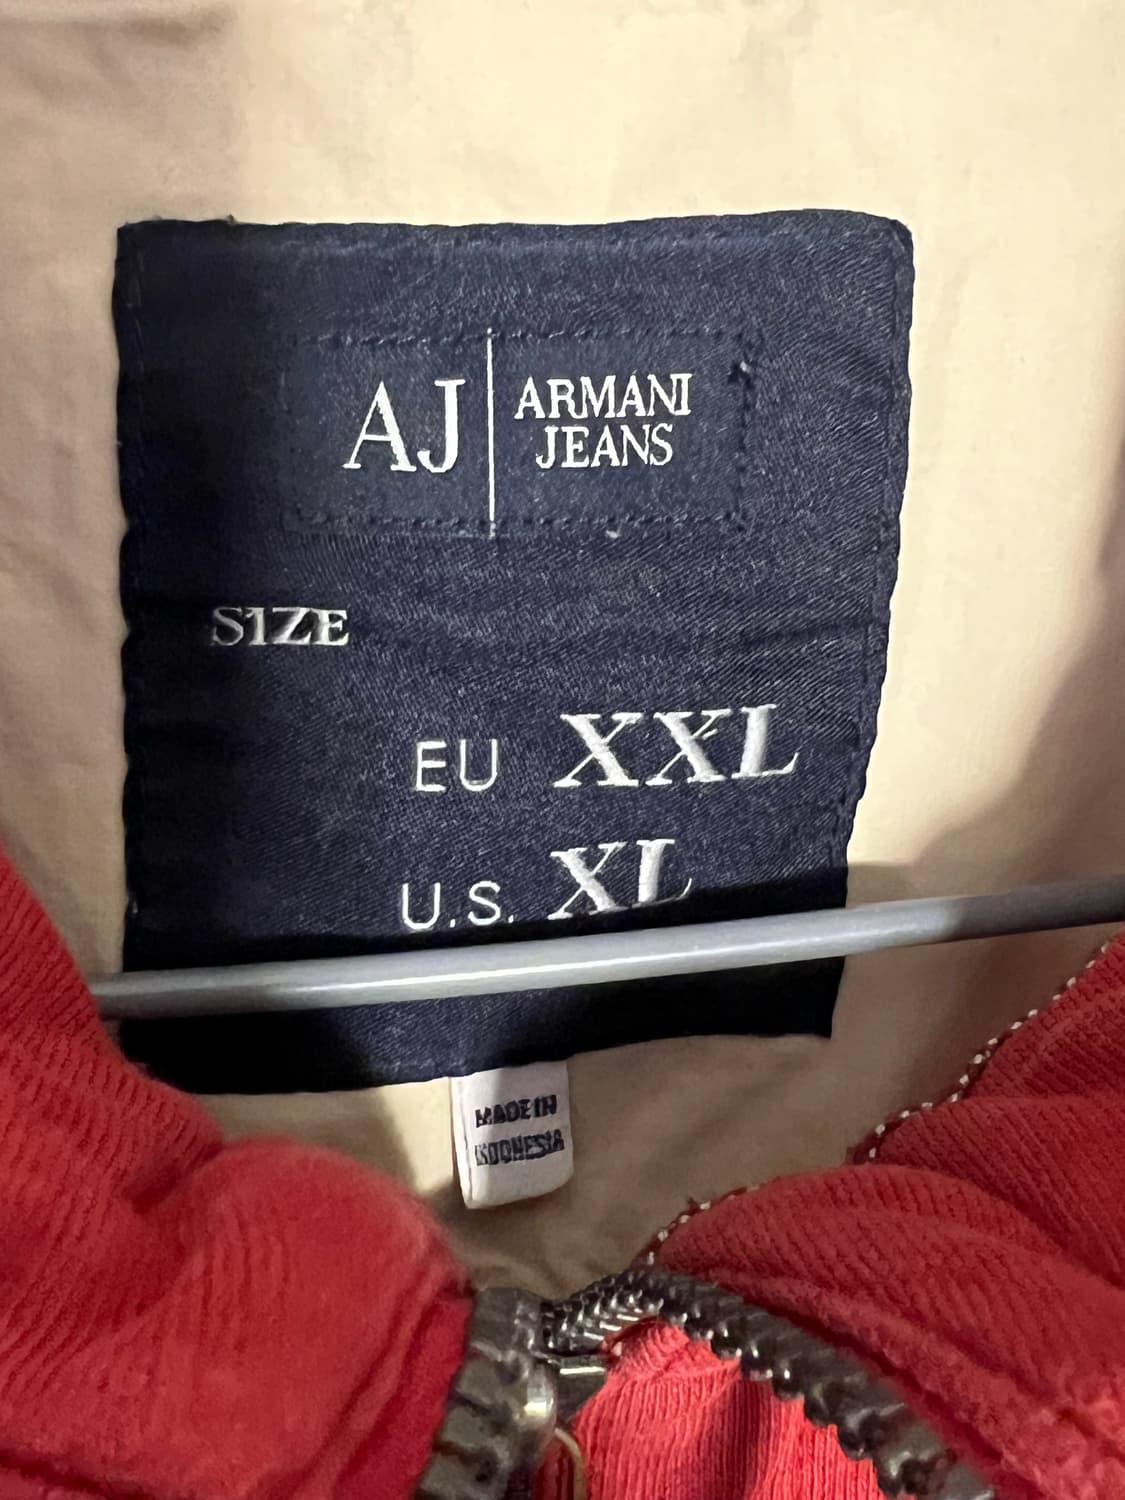 AJ
ARMANI
JEANS
SIZE
EU XXL
U.S. XL
MADE IN
INDONESIA